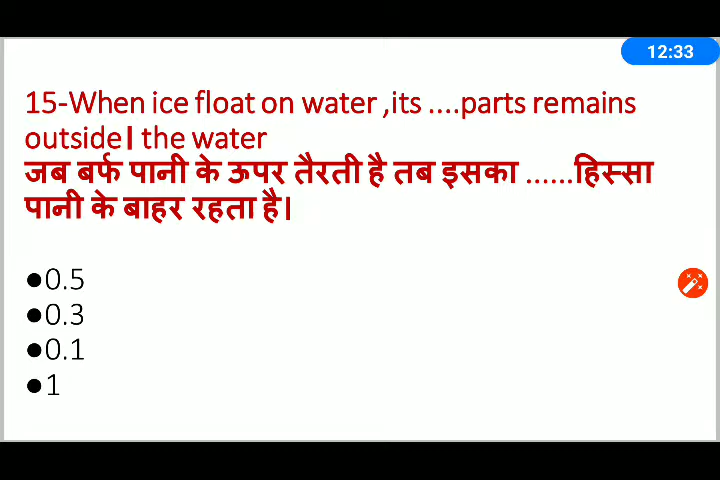 12:33
15-When ice float on water ,its ....parts remains
outside। the water
जब बर्फ पानी के ऊपर तैरती है तब इसका ......हिस्सा
पानी के बाहर रहता है।
●0.5
●0.3
●0.1
●1